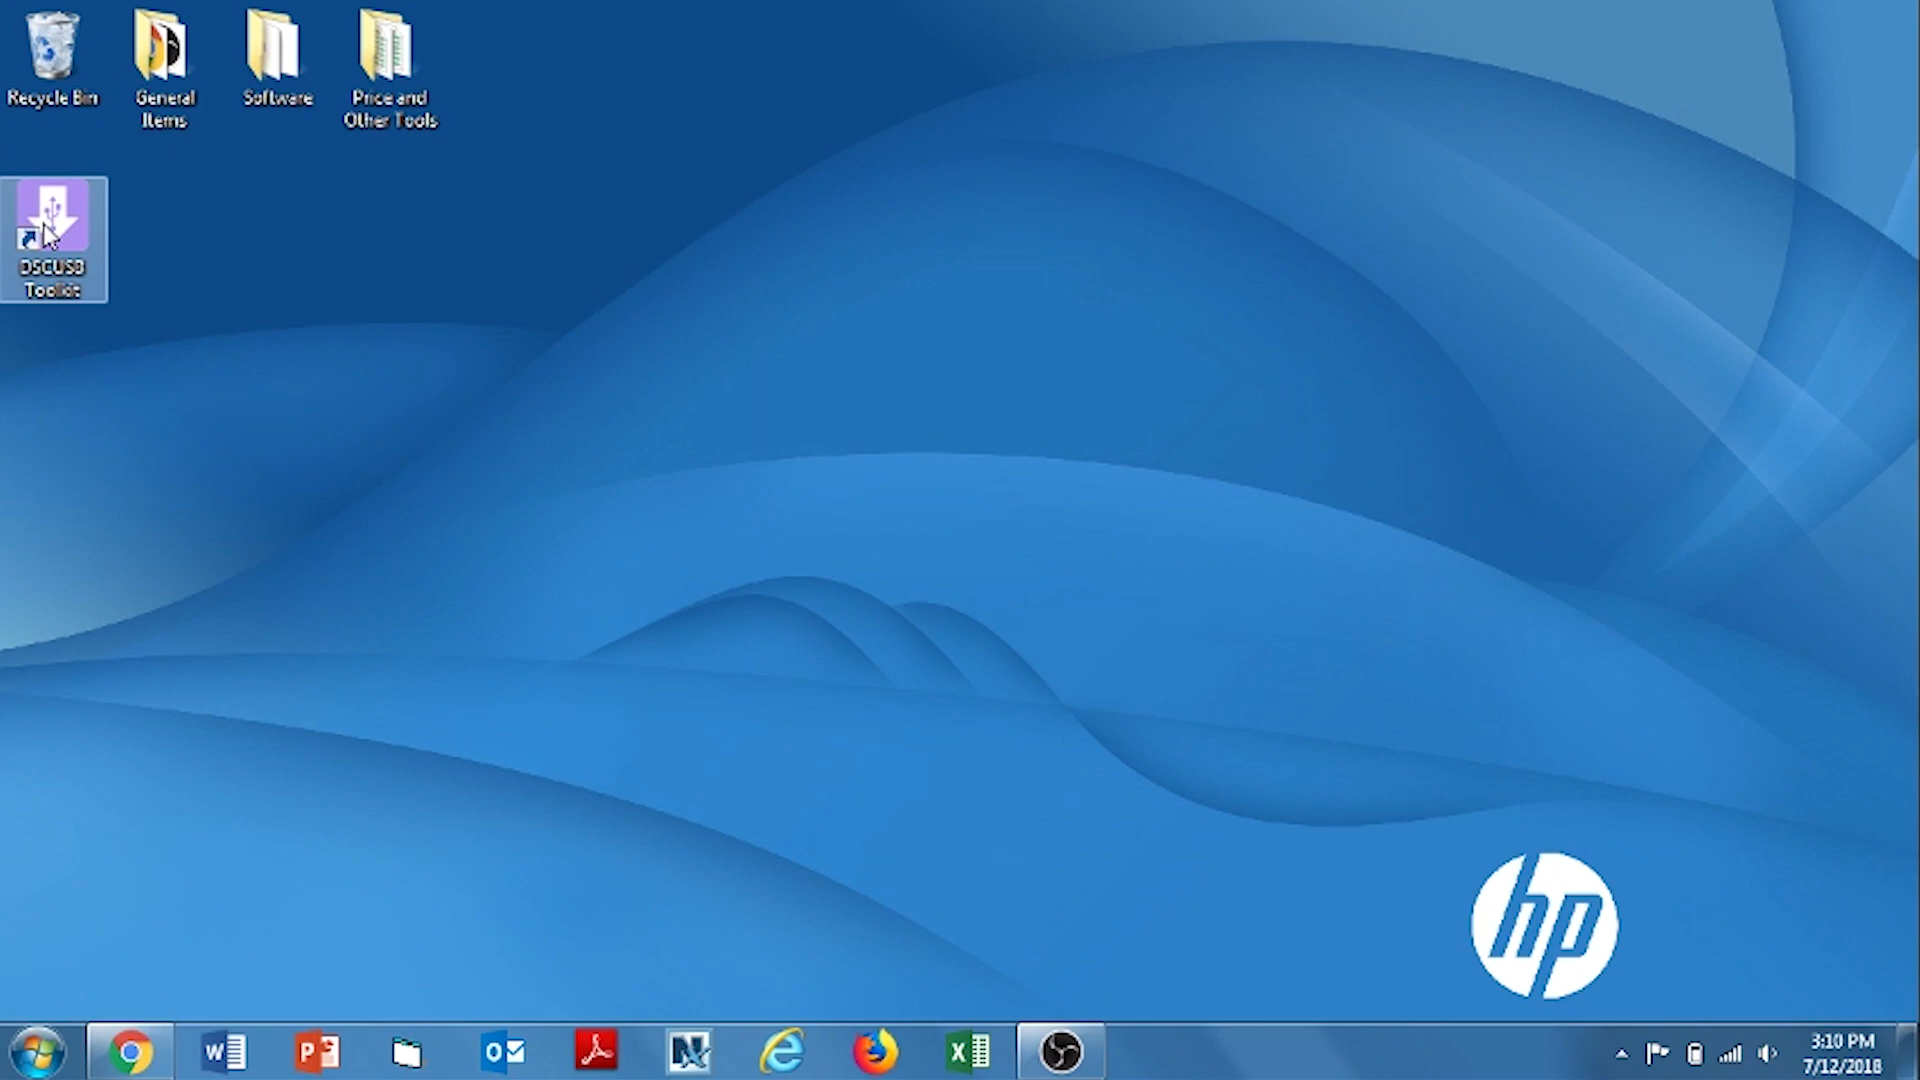 Recycle Bin
General
Items
Software
Price and
Other Tools
DSCUSB
Toolkit
hp
W
P
O
N
e
X
3:10 PM
7/12/2018